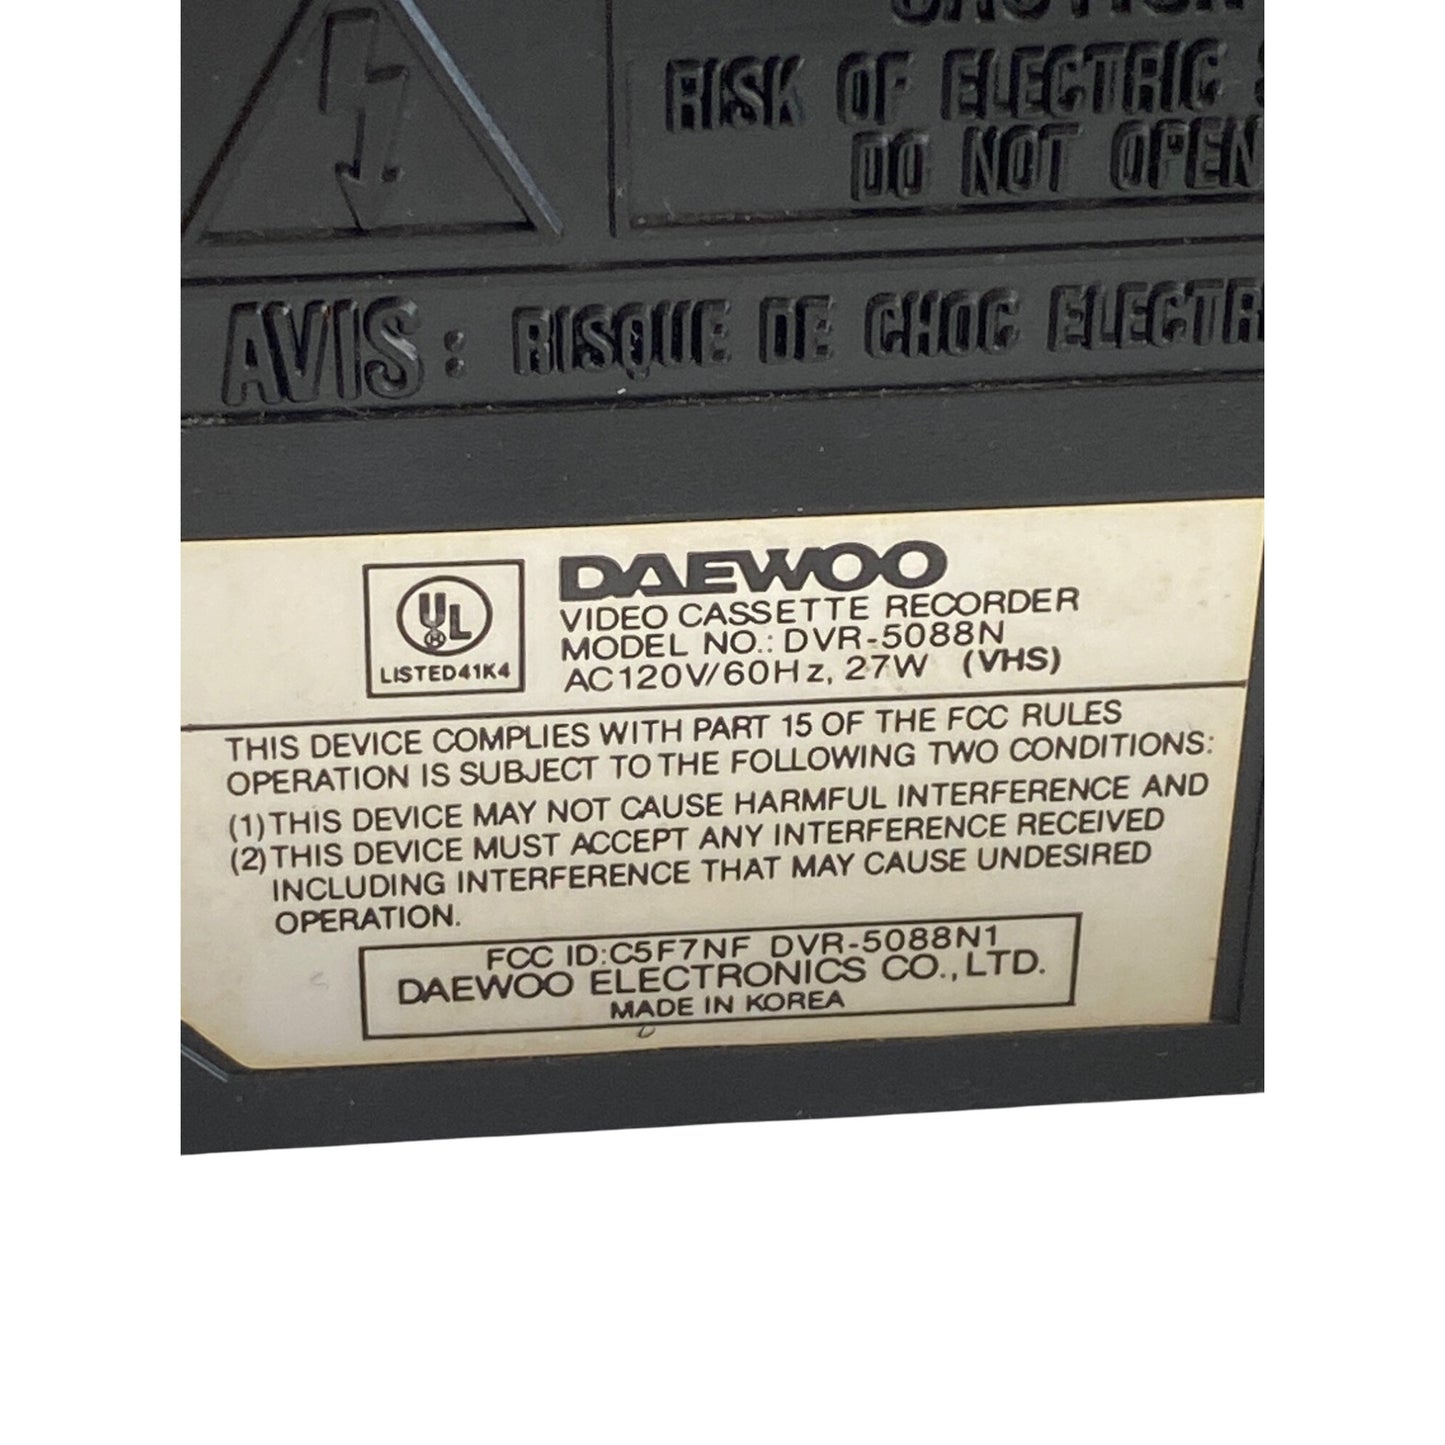 CAUTION
RISK OF ELECTRIC
DO NOT OPEN
AVIS: RISQUE DE CHOC ELECTR
UL
LISTED 41K4
DAEWOO
VIDEO CASSETTE RECORDER
MODEL NO.: DVR-5088N
AC120V/60Hz, 27W (VHS)
THIS DEVICE COMPLIES WITH PART 15 OF THE FCC RULES
OPERATION IS SUBJECT TO THE FOLLOWING TWO CONDITIONS:
(1) THIS DEVICE MAY NOT CAUSE HARMFUL INTERFERENCE AND
(2) THIS DEVICE MUST ACCEPT ANY INTERFERENCE RECEIVED
INCLUDING INTERFERENCE THAT MAY CAUSE UNDESIRED
OPERATION.
FCC ID: C5F7NF DVR-5088N1
DAEWOO ELECTRONICS CO., LTD.
MADE IN KOREA